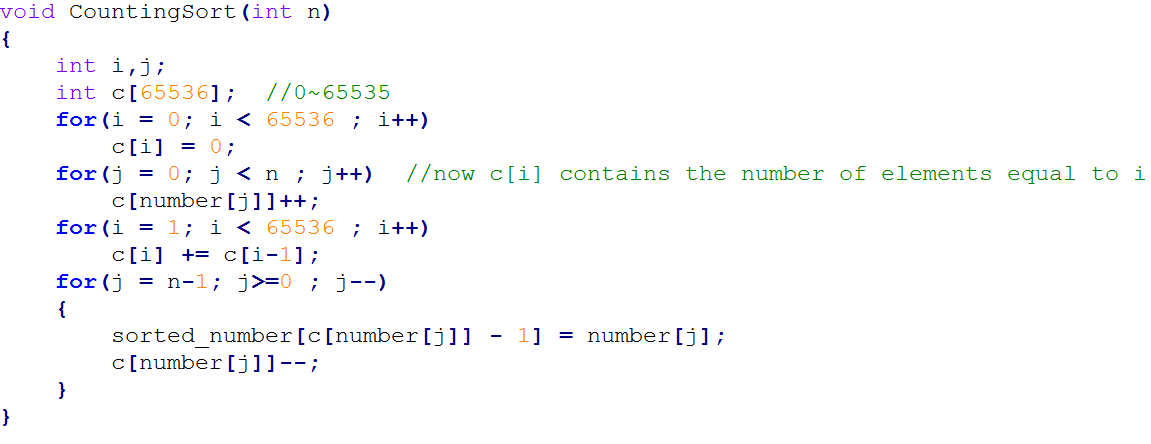 void CountingSort(int n)
{
    int i,j;
    int c[65536];  //0~65535
    for(i = 0; i < 65536 ; i++)
        c[i] = 0;
    for(j = 0; j < n ; j++)  //now c[i] contains the number of elements equal to i
        c[number[j]]++;
    for(i = 1; i < 65536 ; i++)
        c[i] += c[i-1];
    for(j = n-1; j>=0 ; j--)
    {
        sorted_number[c[number[j]] - 1] = number[j];
        c[number[j]]--;
    }
}